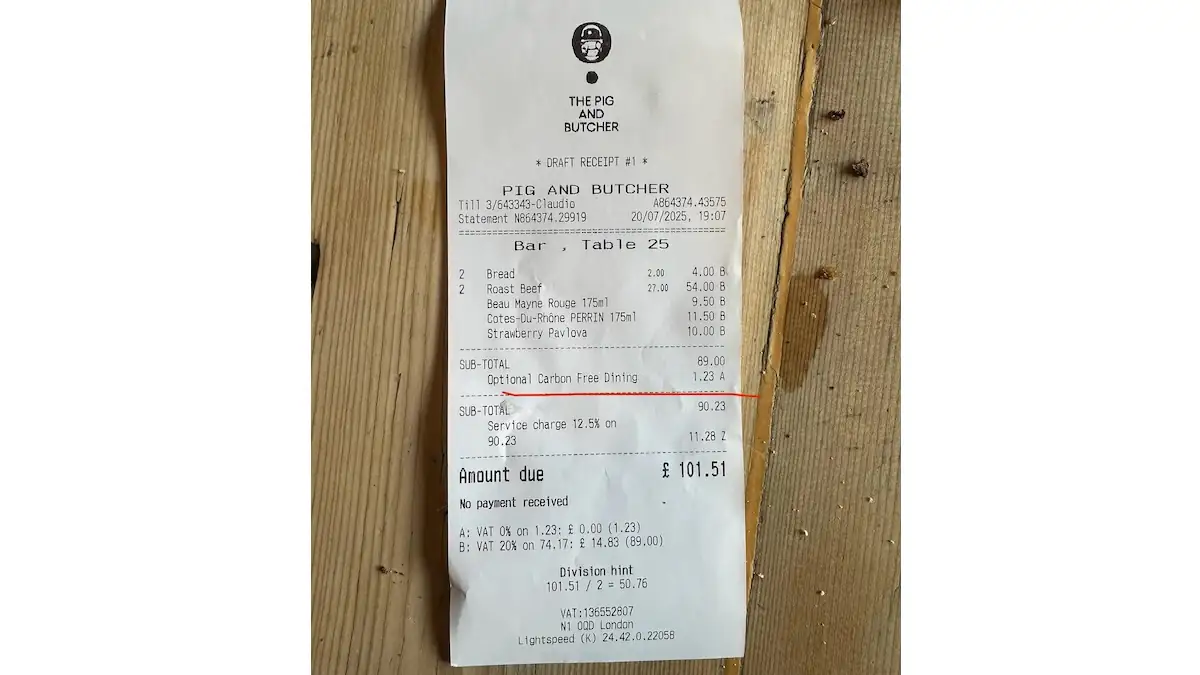 THE PIG
AND
BUTCHER
* DRAFT RECEIPT #1 *
PIG AND BUTCHER
Till 3/643343-Claudio A864374.43575
Statement N864374.29919 20/07/2025, 19:07
Bar , Table 25
2 Bread 2.00 4.00 B
2 Roast Beef 27.00 54.00 B
Beau Mayne Rouge 175ml 9.50 B
Cotes-Du-Rhône PERRIN 175ml 11.50 B
Strawberry Pavlova 10.00 B
SUB-TOTAL 89.00
Optional Carbon Free Dining 1.23 A
SUB-TOTAL 90.23
Service charge 12.5% on
90.23 11.28 Z
Amount due £ 101.51
No payment received
A: VAT 0% on 1.23: £ 0.00 (1.23)
B: VAT 20% on 74.17: £ 14.83 (89.00)
Division hint
101.51 / 2 = 50.76
VAT:136552807
N1 0QD London
Lightspeed (K) 24.42.0.22058